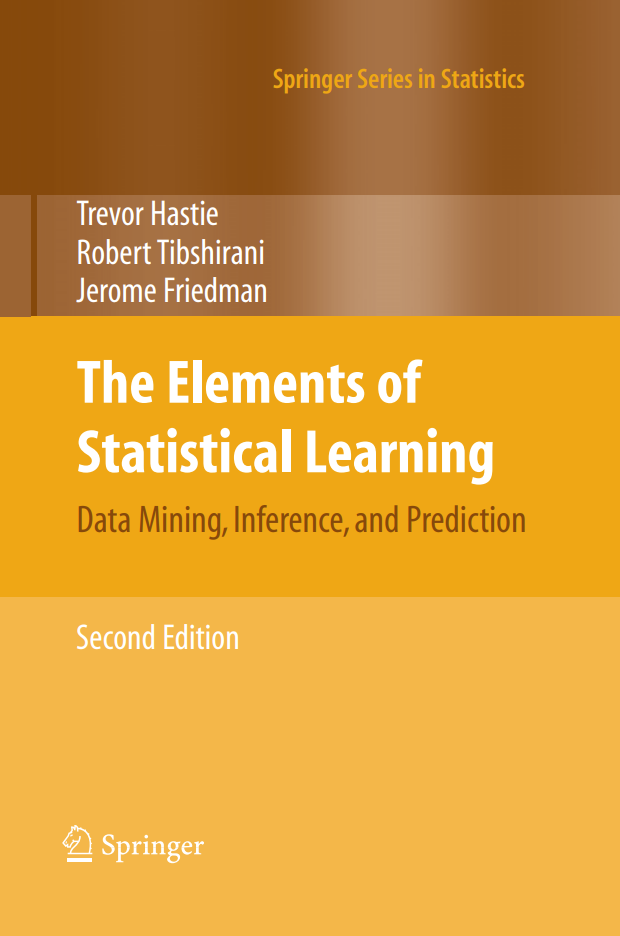 Springer Series in Statistics
Trevor Hastie
Robert Tibshirani
Jerome Friedman
The Elements of
Statistical Learning
Data Mining, Inference, and Prediction
Second Edition
Springer